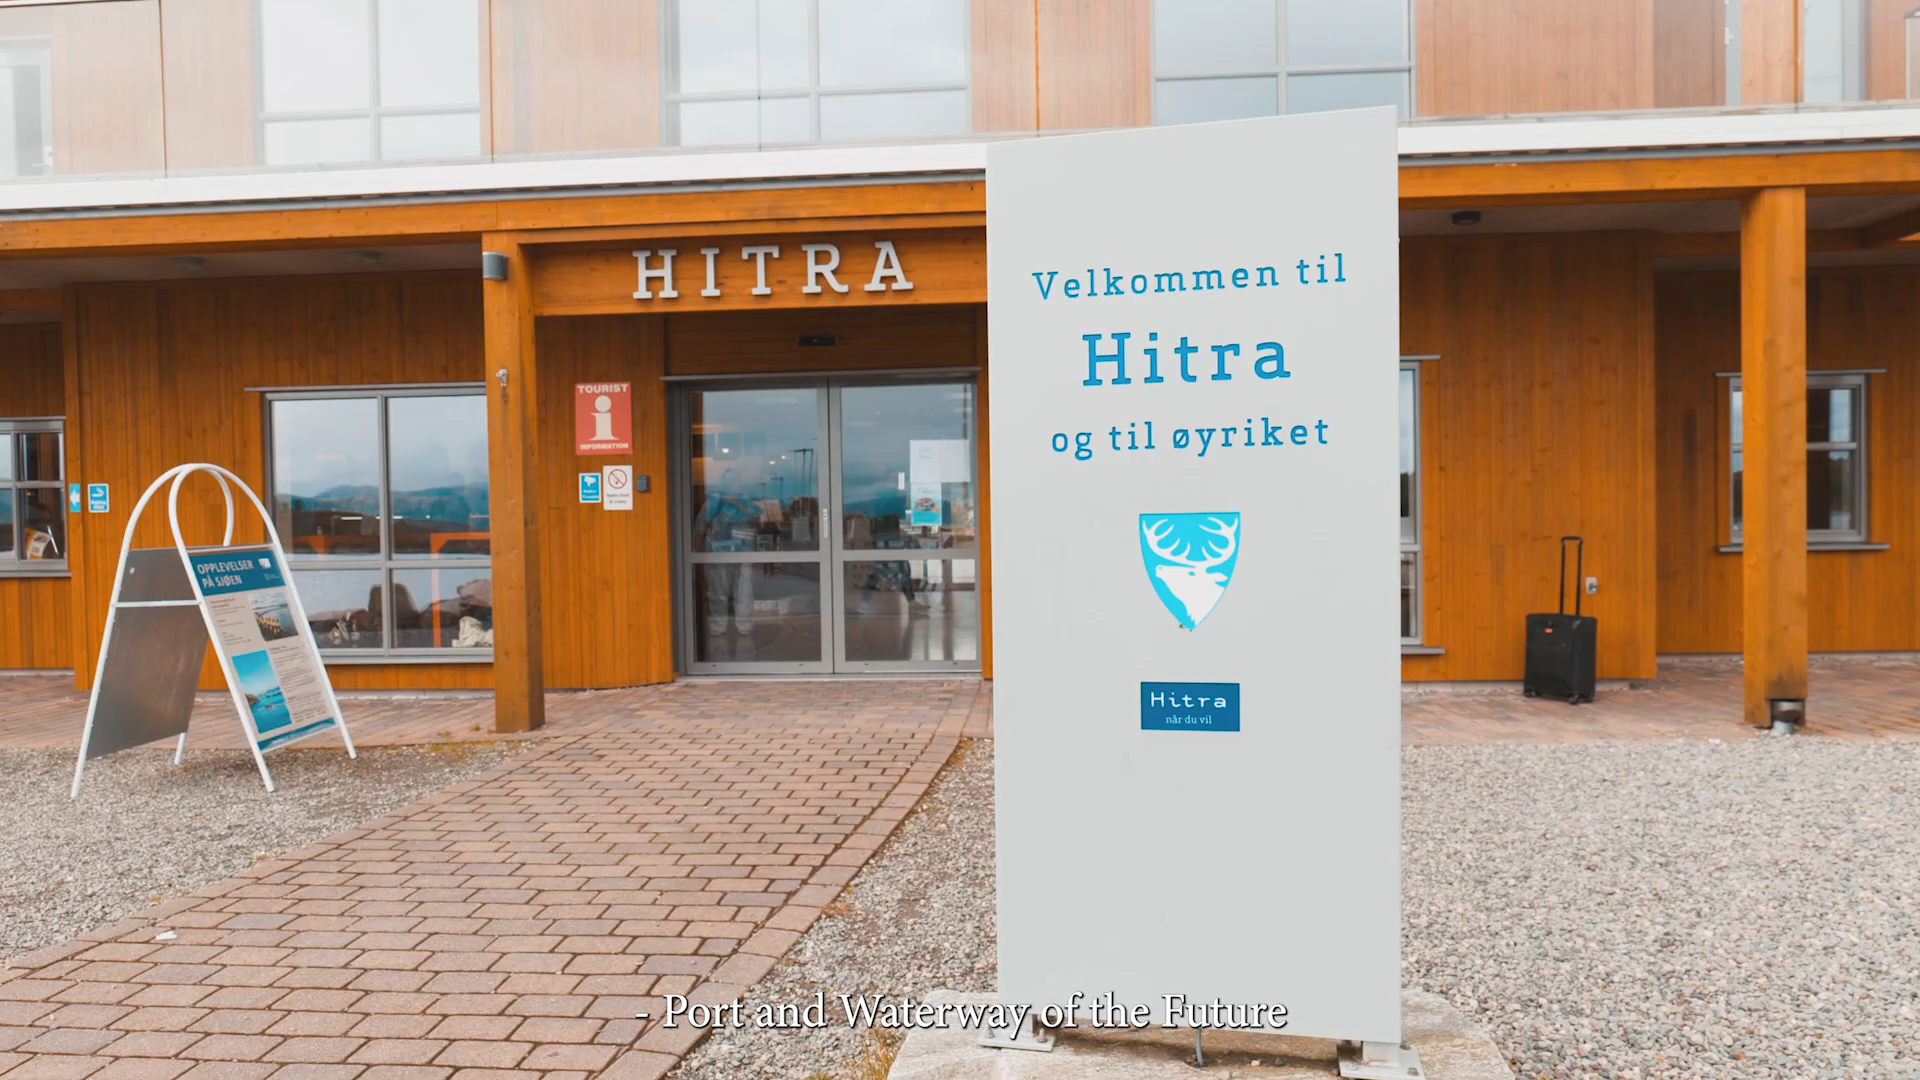 HITRA
Velkommen til
Hitra
og til øyriket
TOURIST
INFORMATION
OPPLEVELSER
PÅ SJØEN
Hitra
når du vil
- Port and Waterway of the Future